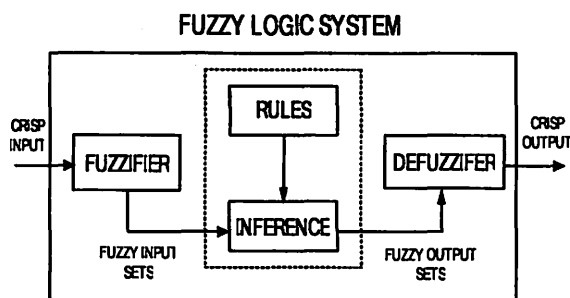 FUZZY LOGIC SYSTEM
CRISP
INPUT
FUZZIFIER
RULES
INFERENCE
DEFUZZIFER
CRISP
OUTPUT
FUZZY INPUT
SETS
FUZZY OUTPUT
SETS